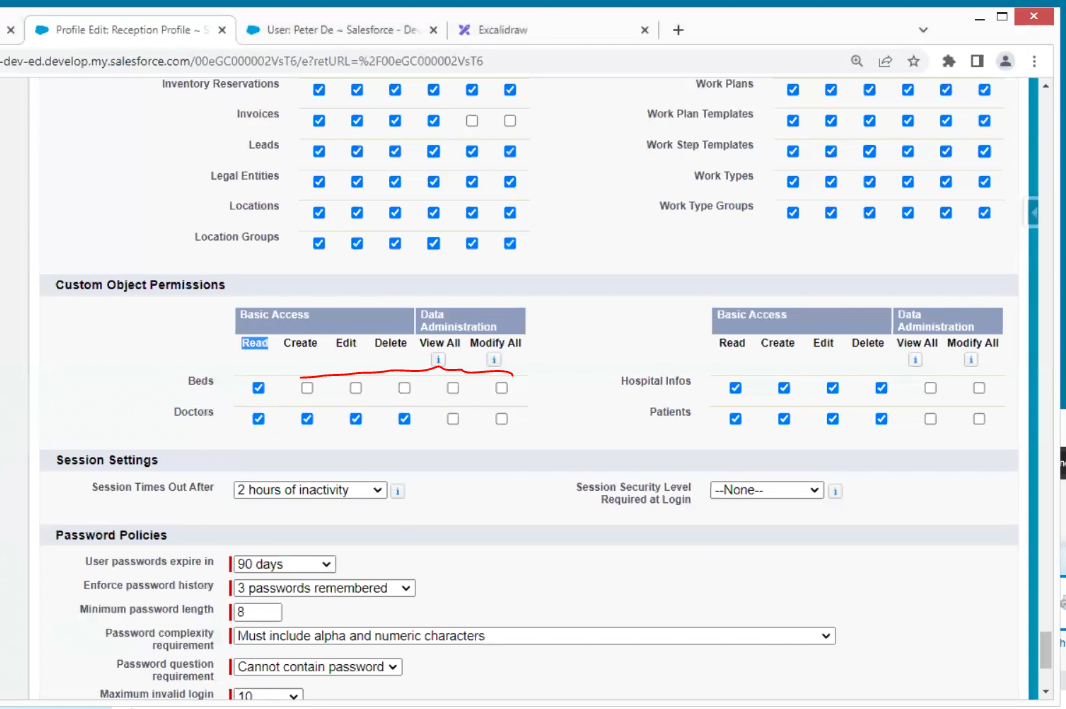 Profile Edit: Reception Profile ~ S
User: Peter De ~ Salesforce - De
Excalidraw
-dev-ed.develop.my.salesforce.com/00eGC000002VsT6/e?retURL=%2F00eGC000002VsT6
Inventory Reservations
Work Plans
Invoices
Work Plan Templates
Leads
Work Step Templates
Legal Entities
Work Types
Locations
Work Type Groups
Location Groups
Custom Object Permissions
Basic Access
Data Administration
Basic Access
Data Administration
Read Create Edit Delete View All Modify All
Read Create Edit Delete View All Modify All
Beds
Hospital Infos
Doctors
Patients
Session Settings
Session Times Out After
2 hours of inactivity
Session Security Level
Required at Login
--None--
Password Policies
User passwords expire in
90 days
Enforce password history
3 passwords remembered
Minimum password length
8
Password complexity
requirement
Must include alpha and numeric characters
Password question
requirement
Cannot contain password
Maximum invalid login
10